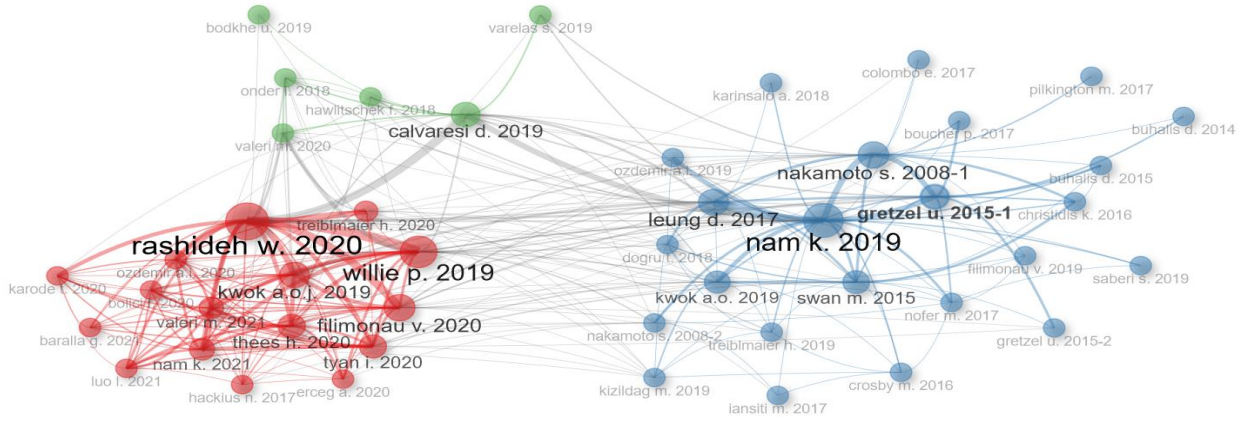 bodkhe u. 2019
varelas s. 2019
onder i. 2018
hawlitschek f. 2018
calvaresi d. 2019
valeri m. 2020
colombo e. 2017
pilkington m. 2017
karinsalo a. 2018
buhalis d. 2014
boucher p. 2017
ozdemir a.i. 2019
nakamoto s. 2008-1
buhalis d. 2015
leung d. 2017
gretzel u. 2015-1
christidis k. 2016
nam k. 2019
treiblmaier h. 2020
rashideh w. 2020
dogru t. 2018
filimonau v. 2019
saberi s. 2019
ozdemir a.i. 2020
willie p. 2019
karode t. 2020
kwok a.o.j. 2019
bolici f. 2020
kwok a.o. 2019
swan m. 2015
nofer m. 2017
valeri m. 2021
filimonau v. 2020
baralla g. 2021
thees h. 2020
nakamoto s. 2008-2
treiblmaier h. 2019
gretzel u. 2015-2
nam k. 2021
tyan i. 2020
luo l. 2021
hackius n. 2017
erceg a. 2020
kizildag m. 2019
crosby m. 2016
iansiti m. 2017